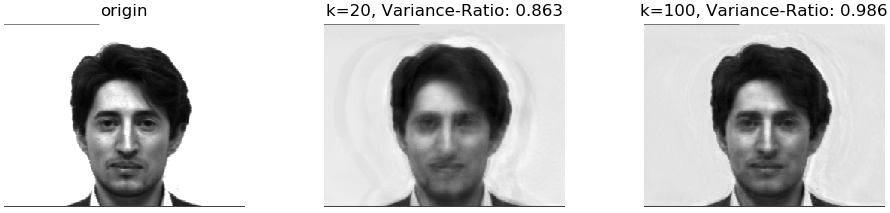 origin
k=20, Variance-Ratio: 0.863
k=100, Variance-Ratio: 0.986